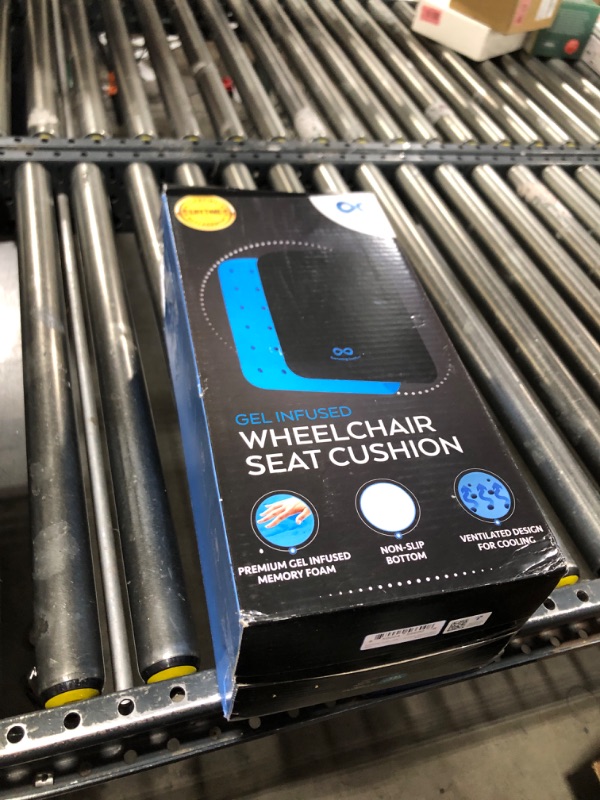 GEL INFUSED
WHEELCHAIR
SEAT CUSHION
PREMIUM GEL INFUSED
MEMORY FOAM
NON-SLIP
BOTTOM
VENTILATED DESIGN
FOR COOLING